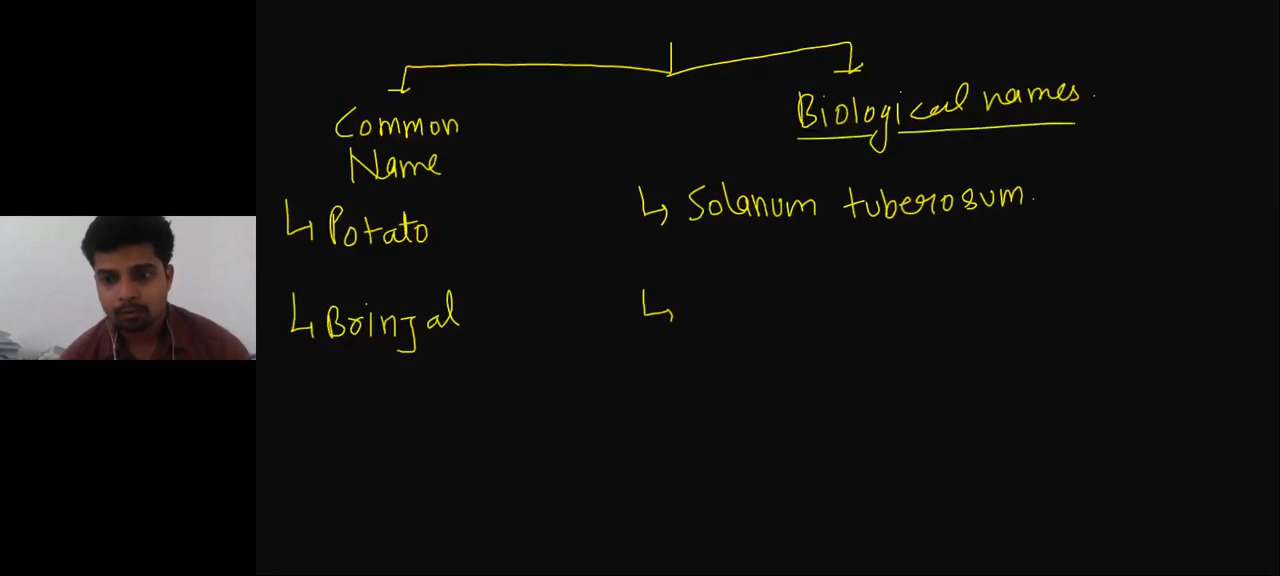 Common
Name
Biological names.
↳ Potato
↳ Solanum tuberosum.
↳ Brinjal
↳